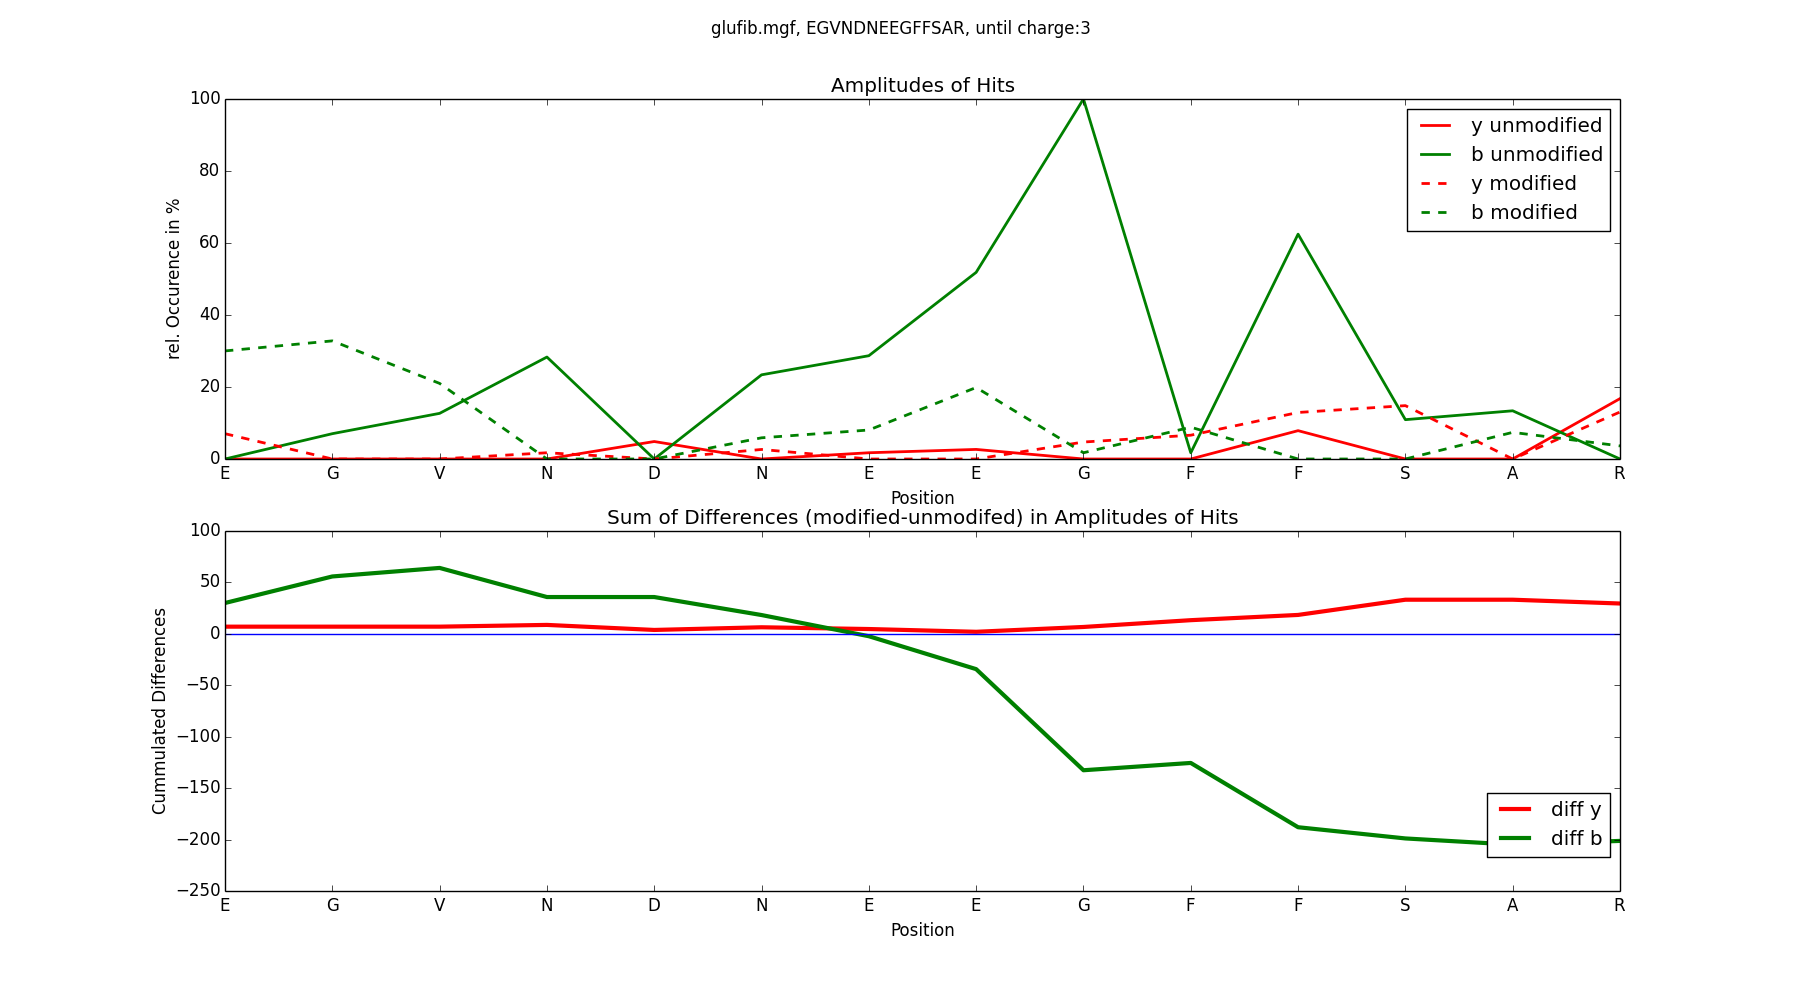 glufib.mgf, EGVNDNEEGFFSAR, until charge:3
Amplitudes of Hits
100
80
60
40
20
0
rel. Occurence in %
y unmodified
b unmodified
y modified
b modified
E G V N D N E E G F F S A R
Position
Sum of Differences (modified-unmodifed) in Amplitudes of Hits
100
50
0
−50
−100
−150
−200
−250
Cummulated Differences
diff y
diff b
E G V N D N E E G F F S A R
Position